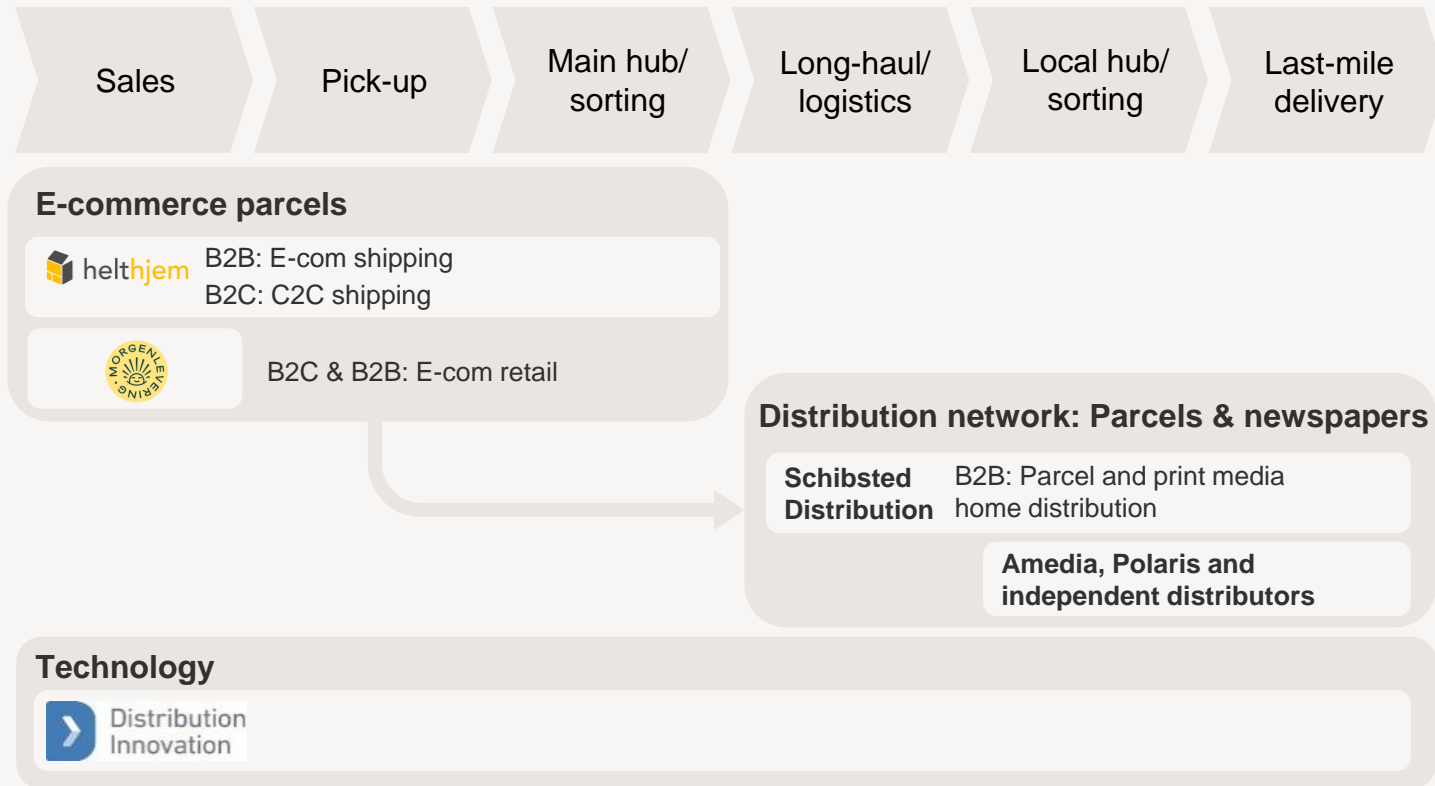 Sales
Pick-up
Main hub/
sorting
Long-haul/
logistics
Local hub/
sorting
Last-mile
delivery
E-commerce parcels
helthjem
B2B: E-com shipping
B2C: C2C shipping
MORGENLEVERING
B2C & B2B: E-com retail
Distribution network: Parcels & newspapers
Schibsted
Distribution
B2B: Parcel and print media
home distribution
Amedia, Polaris and
independent distributors
Technology
Distribution
Innovation